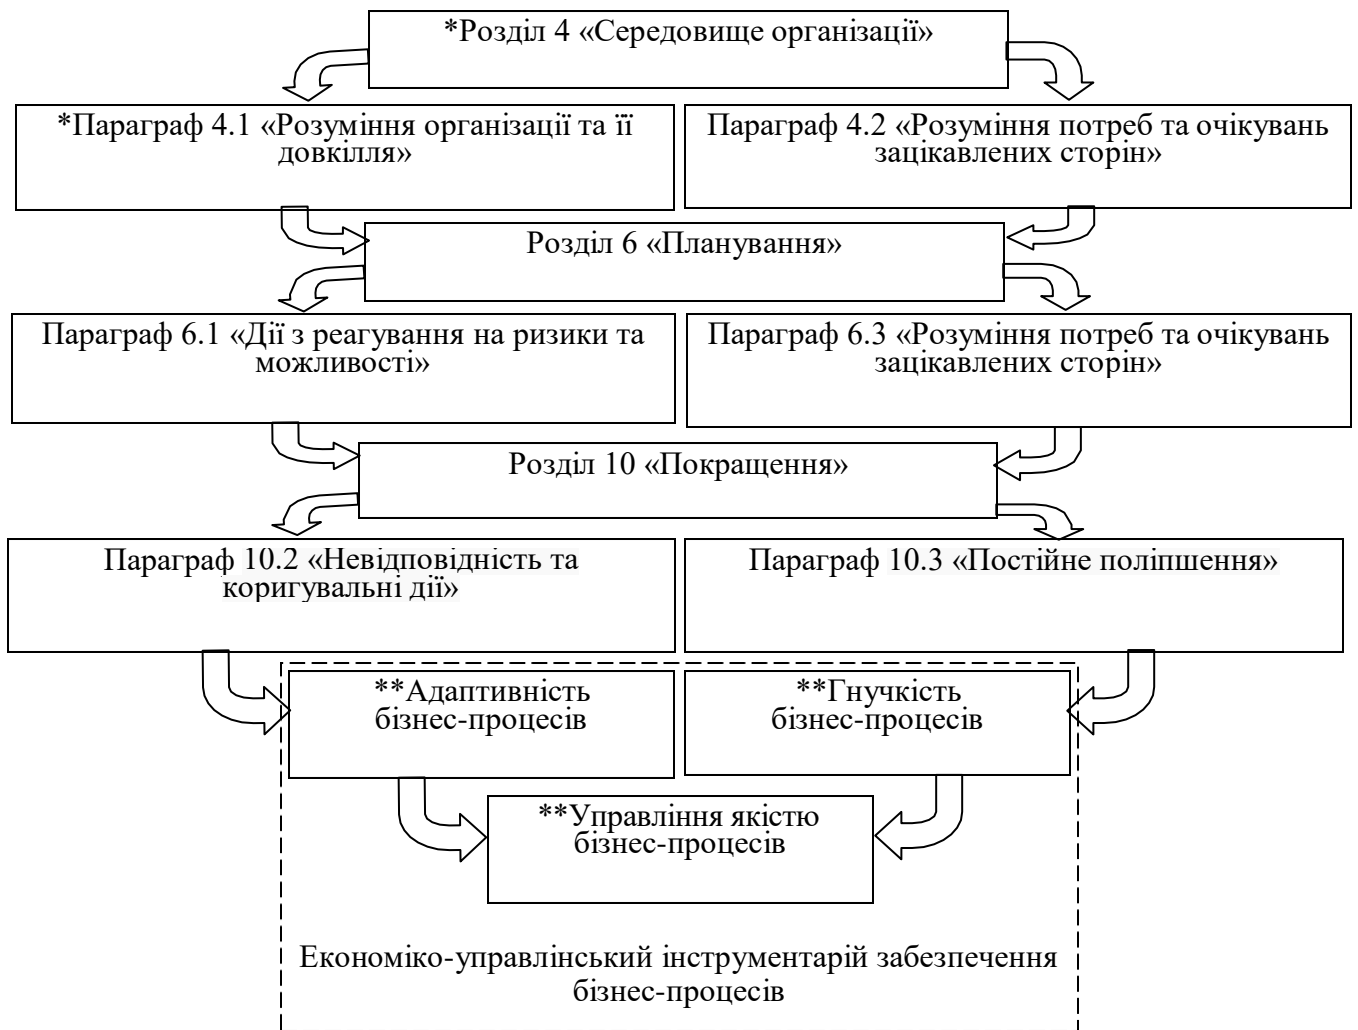 *Розділ 4 «Середовище організації»
*Параграф 4.1 «Розуміння організації та її
довкілля»
Параграф 4.2 «Розуміння потреб та очікувань
зацікавлених сторін»
Розділ 6 «Планування»
Параграф 6.1 «Дії з реагування на ризики та
можливості»
Параграф 6.3 «Розуміння потреб та очікувань
зацікавлених сторін»
Розділ 10 «Покращення»
Параграф 10.2 «Невідповідність та
коригувальні дії»
Параграф 10.3 «Постійне поліпшення»
**Адаптивність
бізнес-процесів
**Гнучкість
бізнес-процесів
**Управління якістю
бізнес-процесів
Економіко-управлінський інструментарій забезпечення
бізнес-процесів